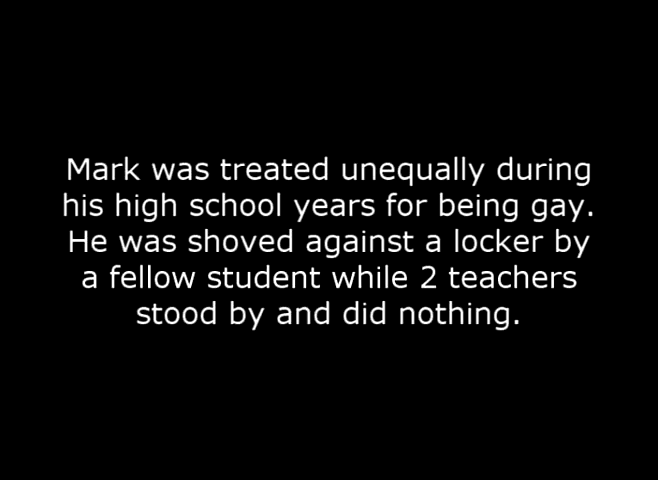 Mark was treated unequally during
his high school years for being gay.
He was shoved against a locker by
a fellow student while 2 teachers
stood by and did nothing.